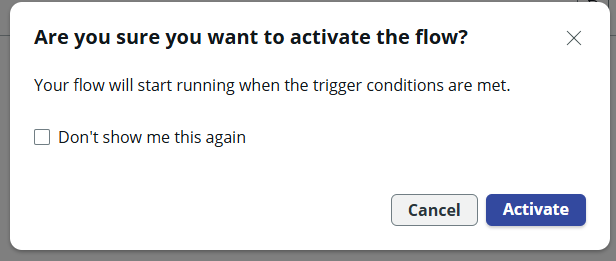 Are you sure you want to activate the flow?
Your flow will start running when the trigger conditions are met.
Don't show me this again
Cancel
Activate